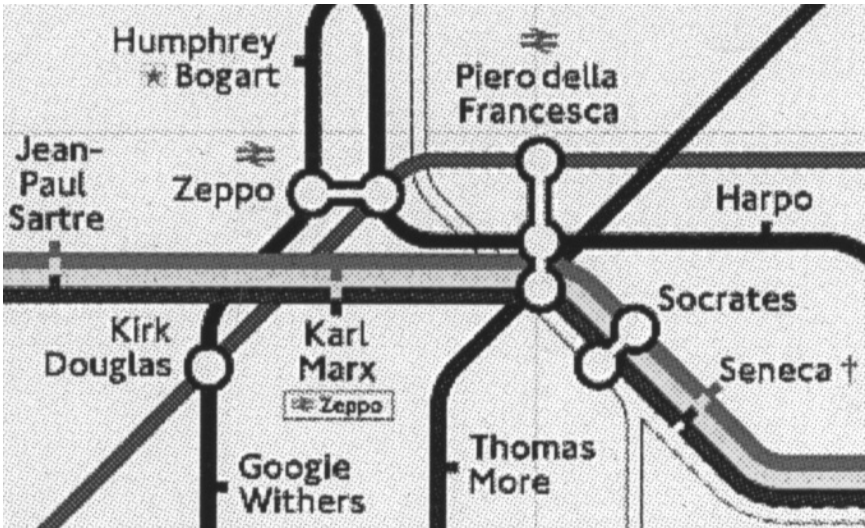 Humphrey
Bogart
Piero della
Francesca
Jean-
Paul
Sartre
Zeppo
Harpo
Socrates
Kirk
Douglas
Karl
Marx
Zeppo
Seneca †
Googie
Withers
Thomas
More